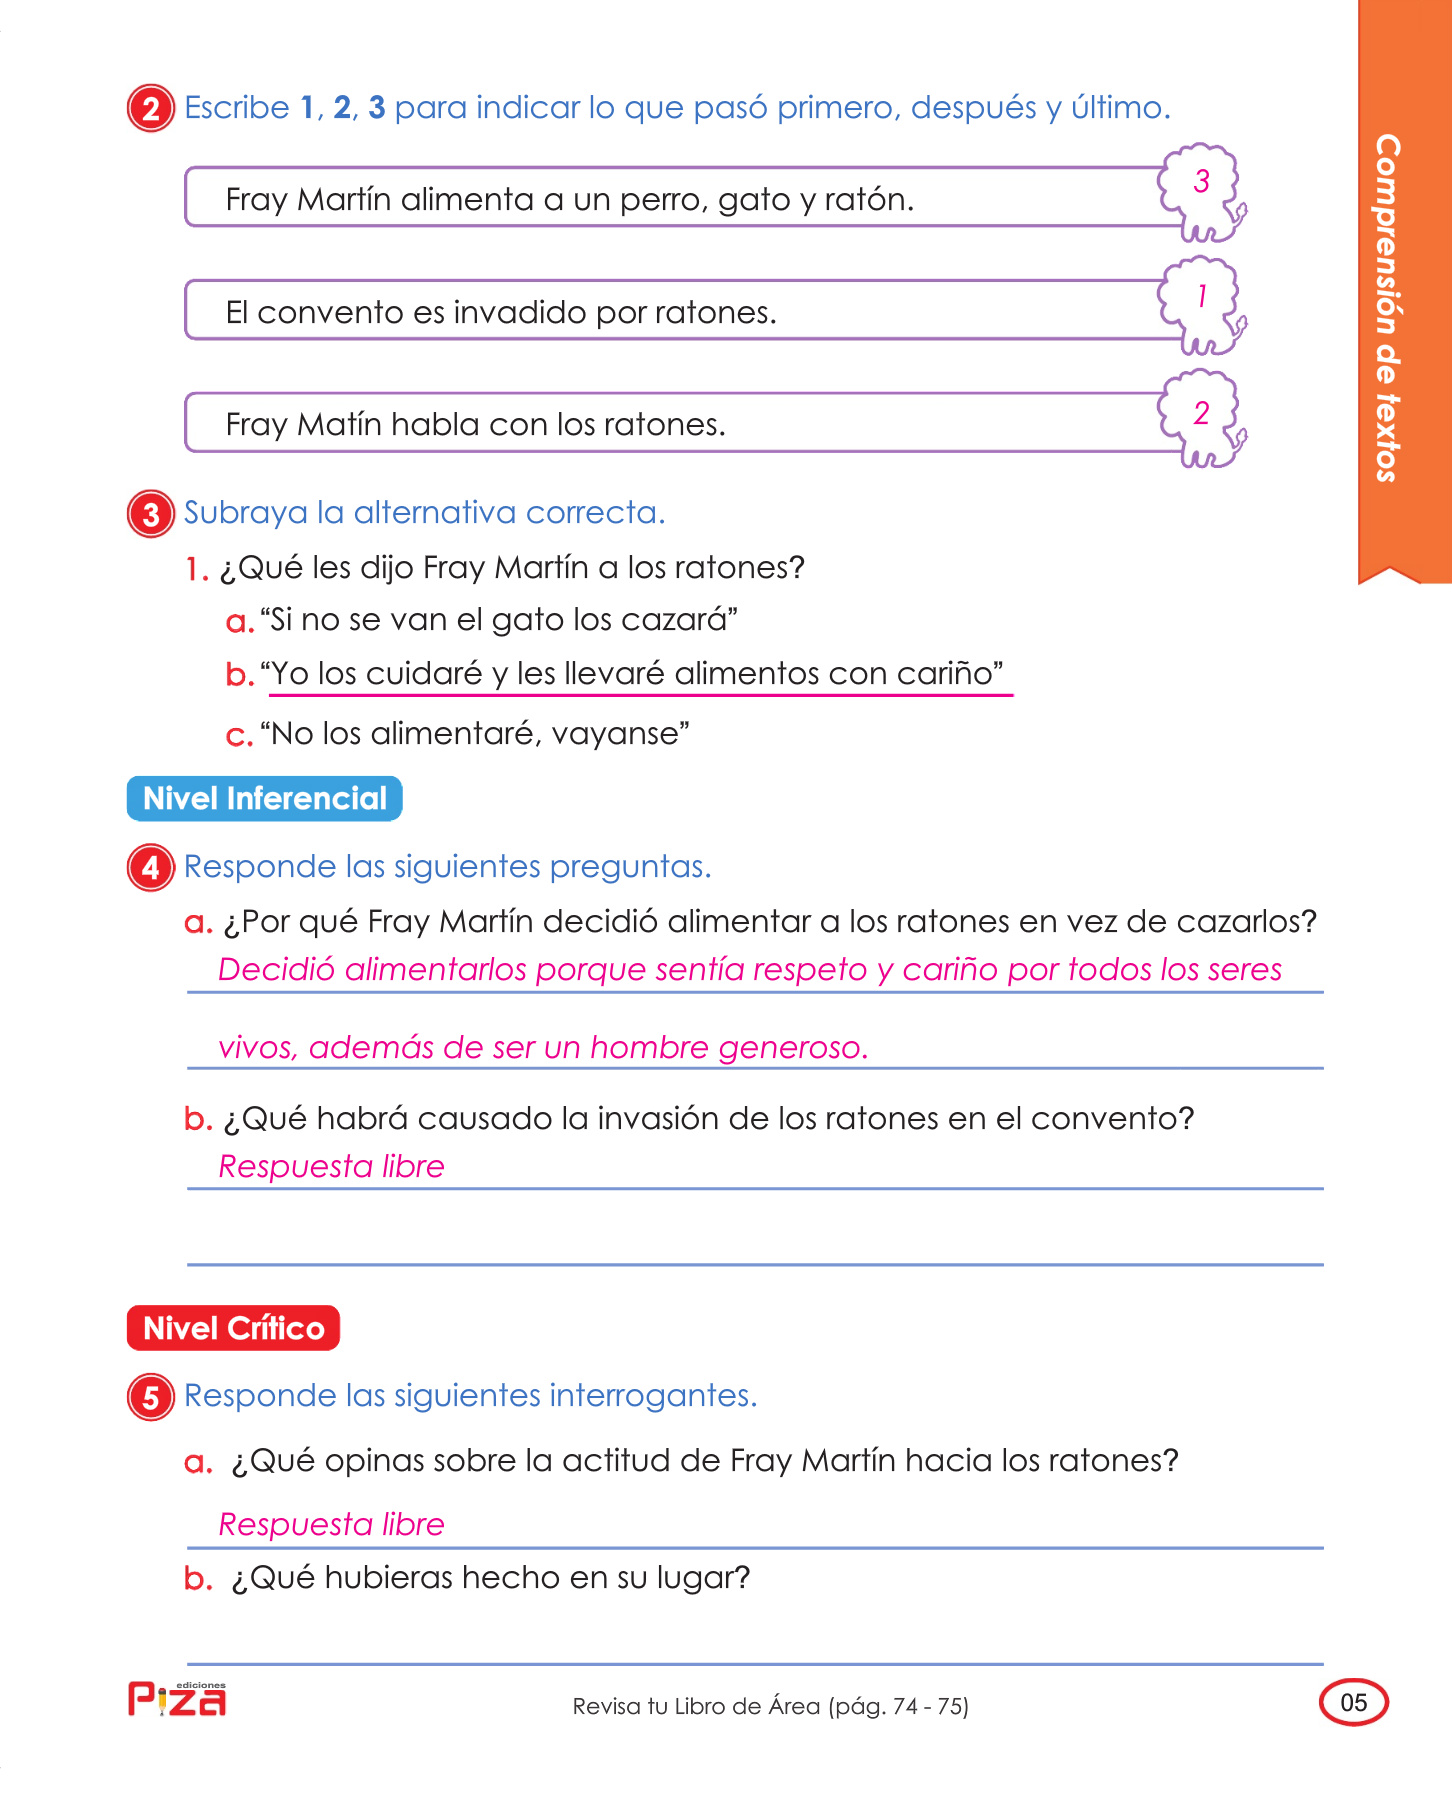 2 Escribe 1, 2, 3 para indicar lo que pasó primero, después y último.
Fray Martín alimenta a un perro, gato y ratón.
3
El convento es invadido por ratones.
1
Fray Matín habla con los ratones.
2
Comprensión de textos
3 Subraya la alternativa correcta.
1. ¿Qué les dijo Fray Martín a los ratones?
a. “Si no se van el gato los cazará”
b. “Yo los cuidaré y les llevaré alimentos con cariño”
c. “No los alimentaré, vayanse”
Nivel Inferencial
4 Responde las siguientes preguntas.
a. ¿Por qué Fray Martín decidió alimentar a los ratones en vez de cazarlos?
Decidió alimentarlos porque sentía respeto y cariño por todos los seres
vivos, además de ser un hombre generoso.
b. ¿Qué habrá causado la invasión de los ratones en el convento?
Respuesta libre
Nivel Crítico
5 Responde las siguientes interrogantes.
a. ¿Qué opinas sobre la actitud de Fray Martín hacia los ratones?
Respuesta libre
b. ¿Qué hubieras hecho en su lugar?
ediciones
Piza
Revisa tu Libro de Área (pág. 74 - 75)
05